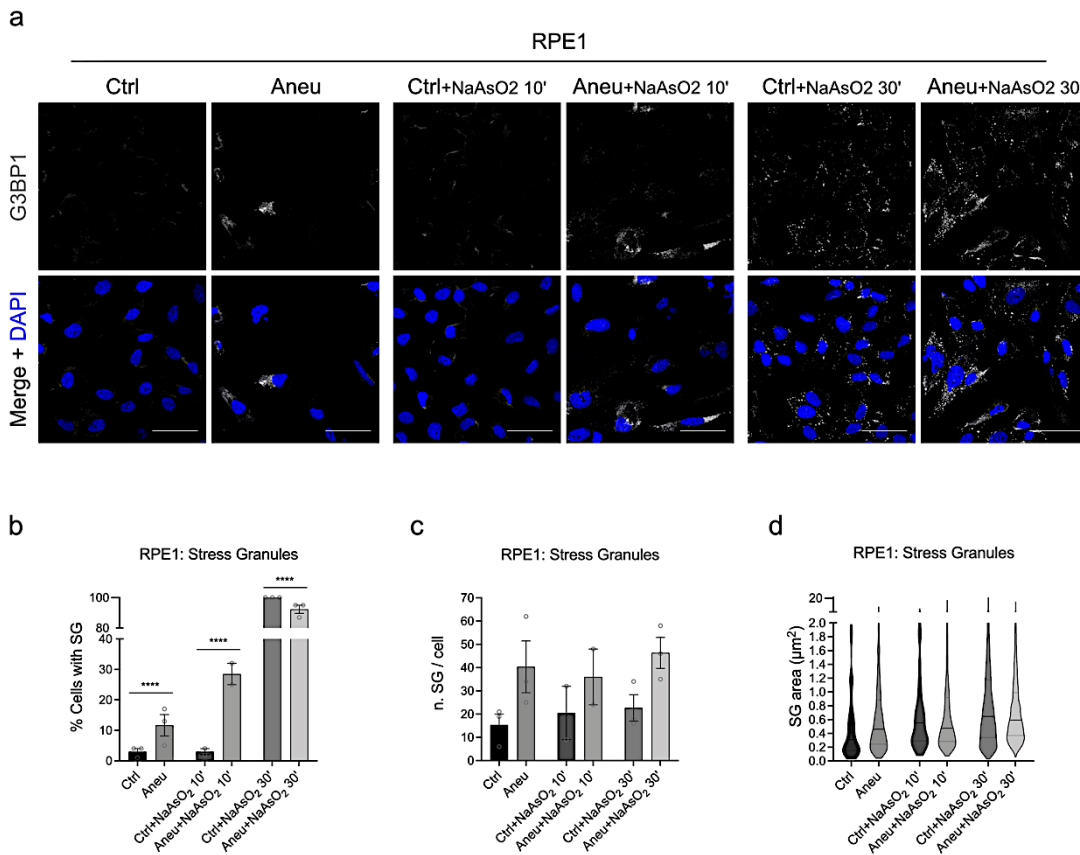 a
RPE1
Ctrl
Aneu
Ctrl+NaAsO2 10'
Aneu+NaAsO2 10'
Ctrl+NaAsO2 30'
Aneu+NaAsO2 30
G3BP1
Merge + DAPI
b
RPE1: Stress Granules
% Cells with SG
100
80
40
30
20
10
0
****
****
****
Ctrl
Aneu
Ctrl+NaAsO2 10'
Aneu+NaAsO2 10'
Ctrl+NaAsO2 30'
Aneu+NaAsO2 30'
c
RPE1: Stress Granules
n. SG / cell
70
60
50
40
30
20
10
0
Ctrl
Aneu
Ctrl+NaAsO2 10'
Aneu+NaAsO2 10'
Ctrl+NaAsO2 30'
Aneu+NaAsO2 30'
d
RPE1: Stress Granules
SG area (µm²)
20
2.0
1.8
1.6
1.4
1.2
1.0
0.8
0.6
0.4
0.2
0.0
Ctrl
Aneu
Ctrl+NaAsO2 10'
Aneu+NaAsO2 10'
Ctrl+NaAsO2 30'
Aneu+NaAsO2 30'